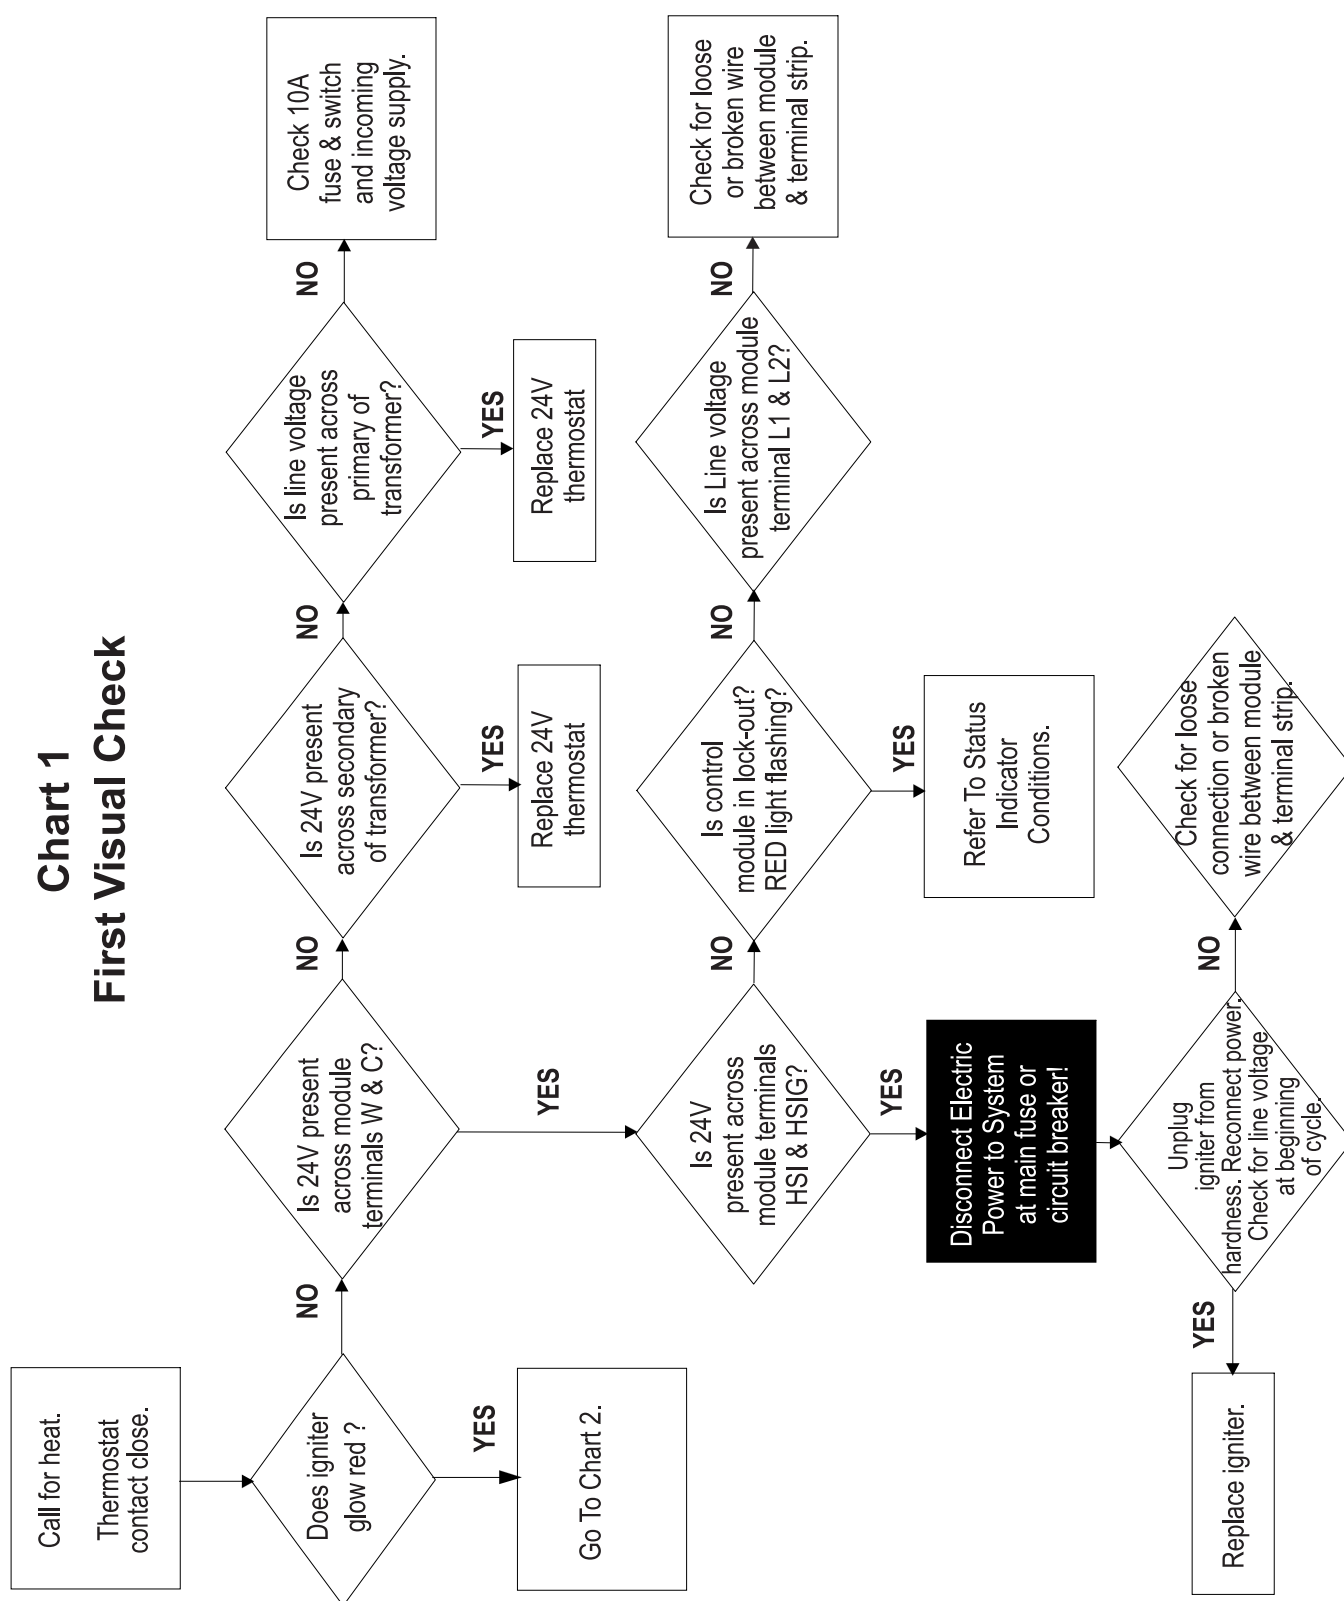 Chart 1
First Visual Check
Call for heat.
Thermostat
contact close.
Does igniter
glow red ?
YES
Go To Chart 2.
NO
Is 24V present
across module
terminals W & C?
NO
Is 24V present
across secondary
of transformer?
YES
Replace 24V
thermostat
NO
Is line voltage
present across
primary of
transformer?
YES
Replace 24V
thermostat
NO
Check 10A
fuse & switch
and incoming
voltage supply.
YES
Is 24V
present across
module terminals
HSI & HSIG?
NO
Is control
module in lock-out?
RED light flashing?
YES
Refer To Status
Indicator
Conditions.
NO
Is Line voltage
present across module
terminal L1 & L2?
NO
Check for loose
or broken wire
between module
& terminal strip.
YES
Disconnect Electric
Power to System
at main fuse or
circuit breaker!
Unplug
igniter from
hardness. Reconnect power.
Check for line voltage
at beginning
of cycle.
YES
Replace igniter.
NO
Check for loose
connection or broken
wire between module
& terminal strip.